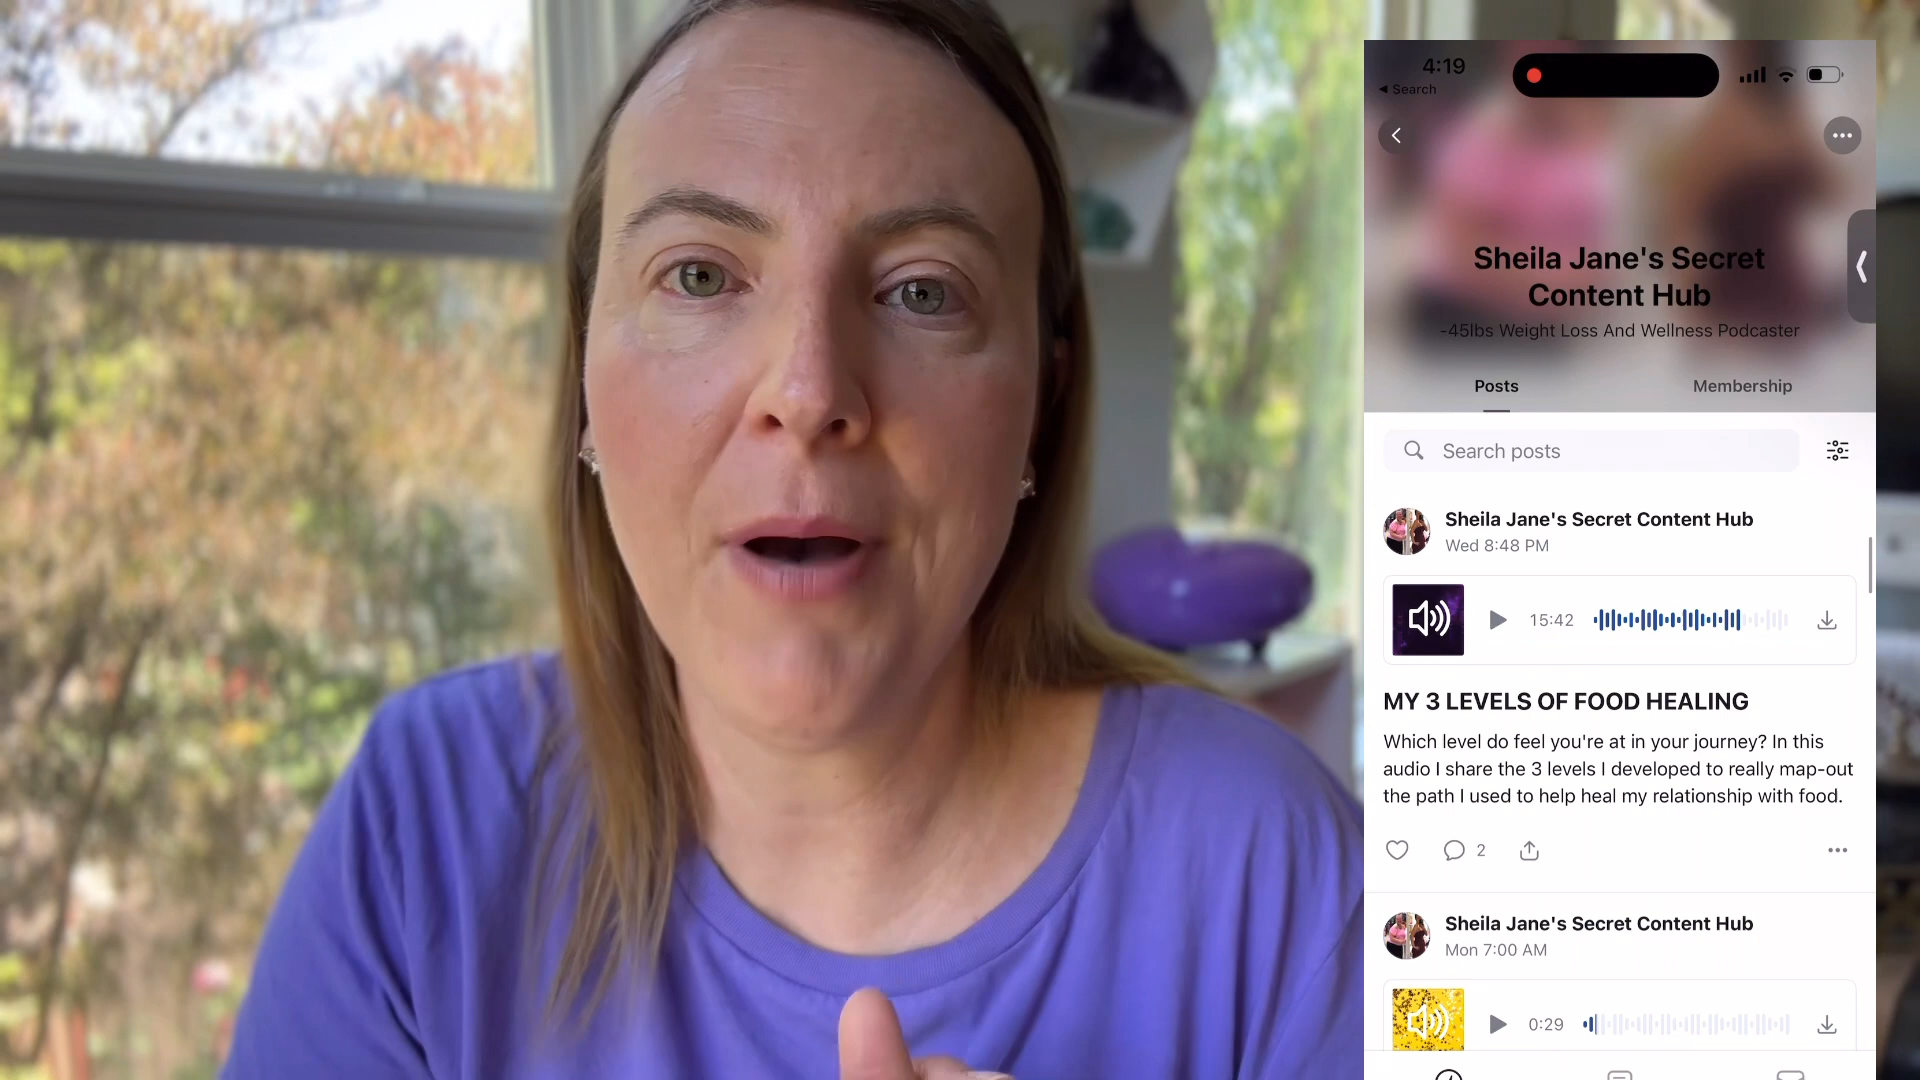 4:19
Search
Sheila Jane's Secret
Content Hub
-45lbs Weight Loss And Wellness Podcaster
Posts
Membership
Search posts
Sheila Jane's Secret Content Hub
Wed 8:48 PM
15:42
MY 3 LEVELS OF FOOD HEALING
Which level do feel you're at in your journey? In this
audio I share the 3 levels I developed to really map-out
the path I used to help heal my relationship with food.
2
Sheila Jane's Secret Content Hub
Mon 7:00 AM
0:29